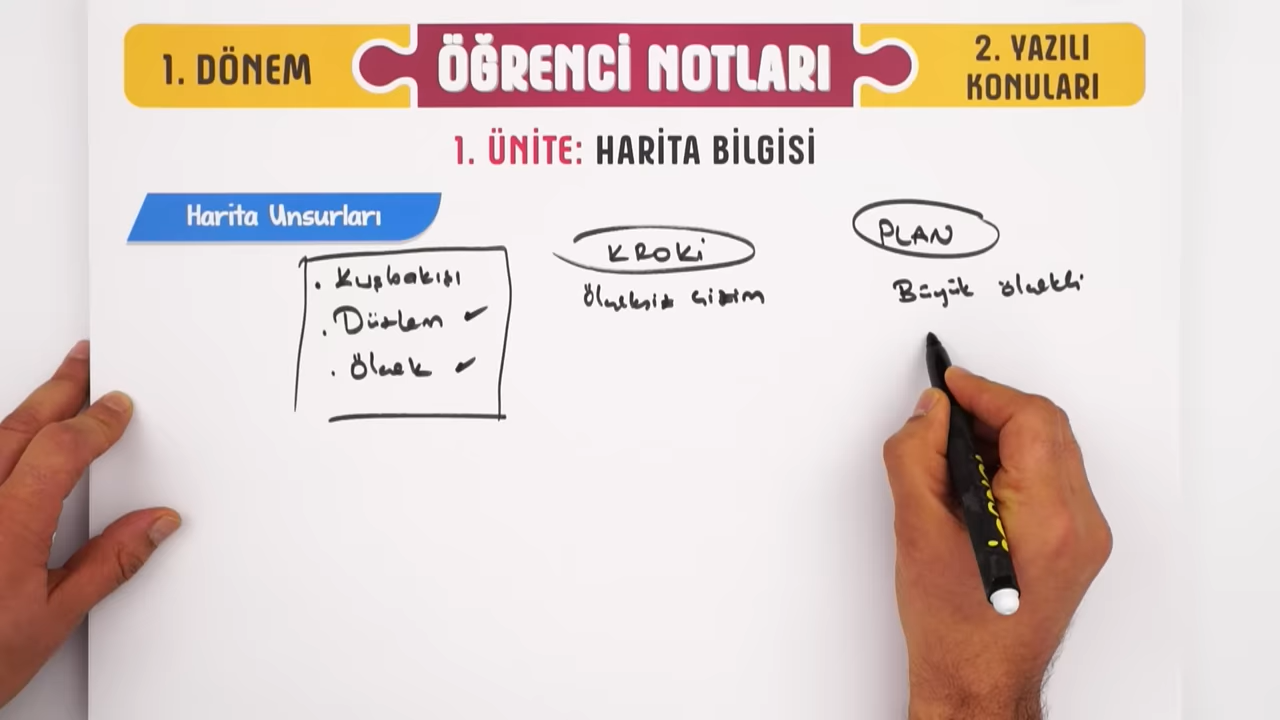 1. DÖNEM
ÖĞRENCİ NOTLARI
2. YAZILI
KONULARI
1. ÜNİTE: HARİTA BİLGİSİ
Harita Unsurları
. Kuşbakışı
. Düzlem ✓
. Ölçek ✓
KROKİ
Ölçeksiz çizim
PLAN
Büyük ölçekli